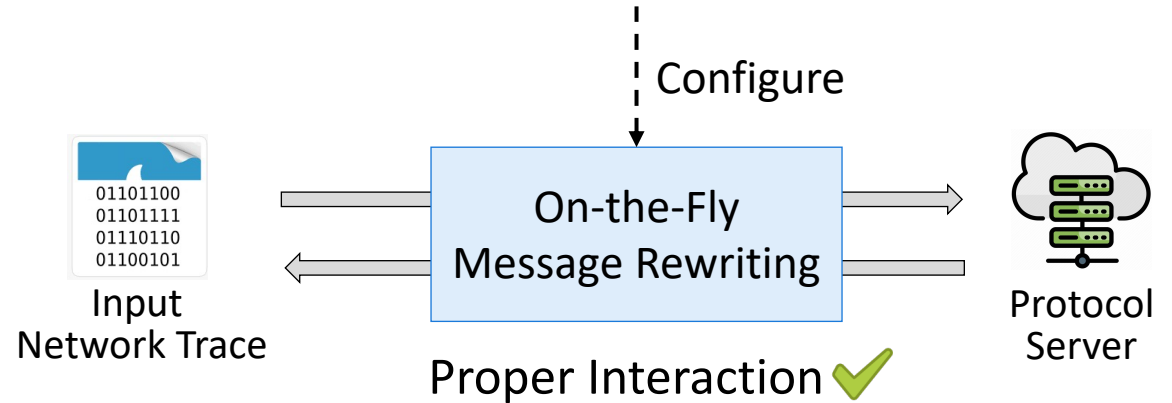 Configure
01101100
01101111
01110110
01100101
On-the-Fly
Message Rewriting
Input
Network Trace
Protocol
Server
Proper Interaction